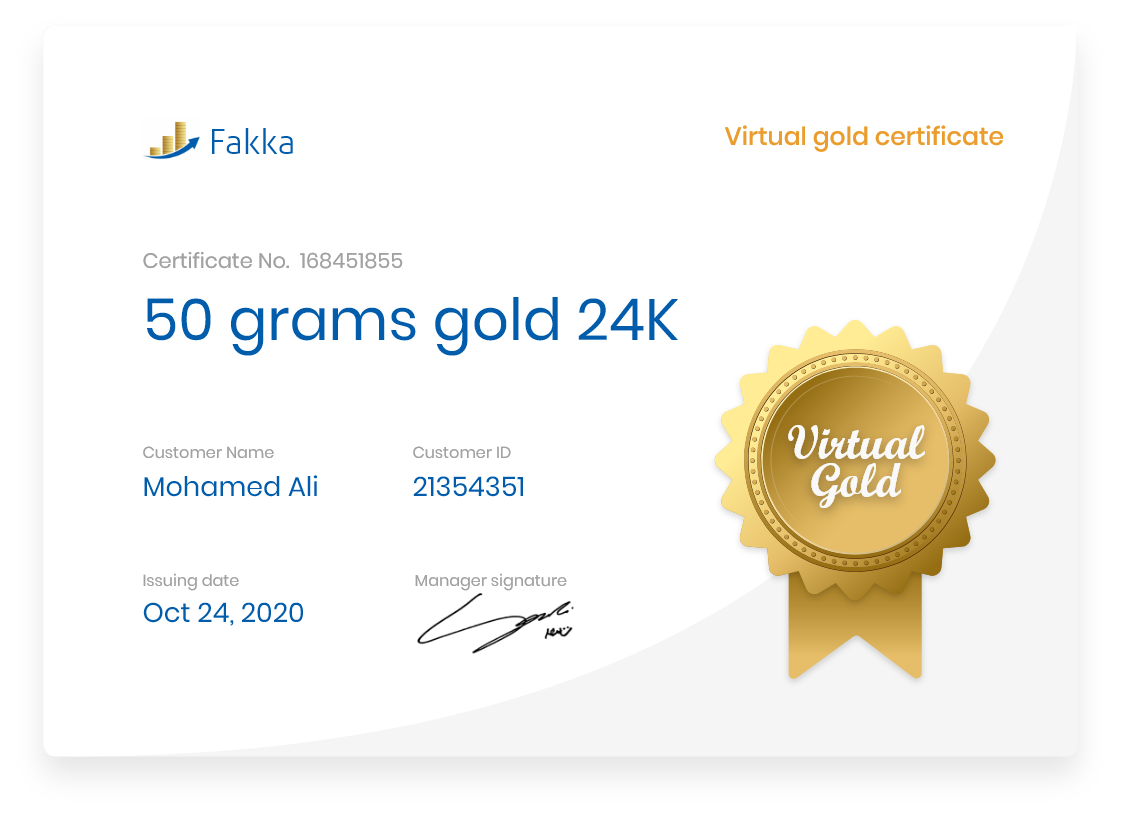 Fakka
Virtual gold certificate
Certificate No. 168451855
50 grams gold 24K
Customer Name
Customer ID
Mohamed Ali
21354351
Issuing date
Manager signature
Oct 24, 2020
Virtual
Gold